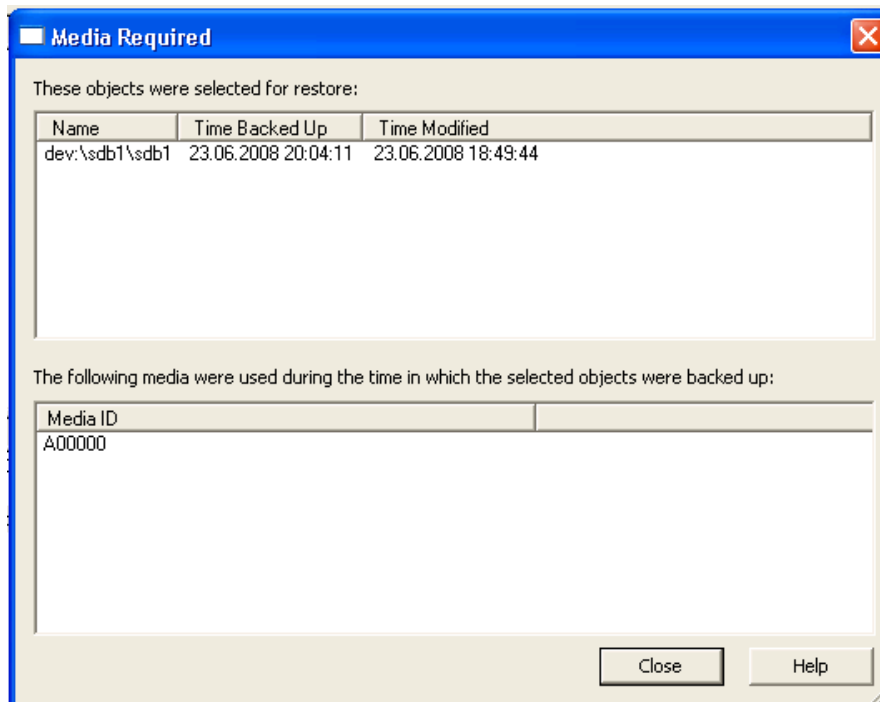 Media Required
These objects were selected for restore:
Name Time Backed Up Time Modified
dev:\sdb1\sdb1 23.06.2008 20:04:11 23.06.2008 18:49:44
The following media were used during the time in which the selected objects were backed up:
Media ID
A00000
Close Help